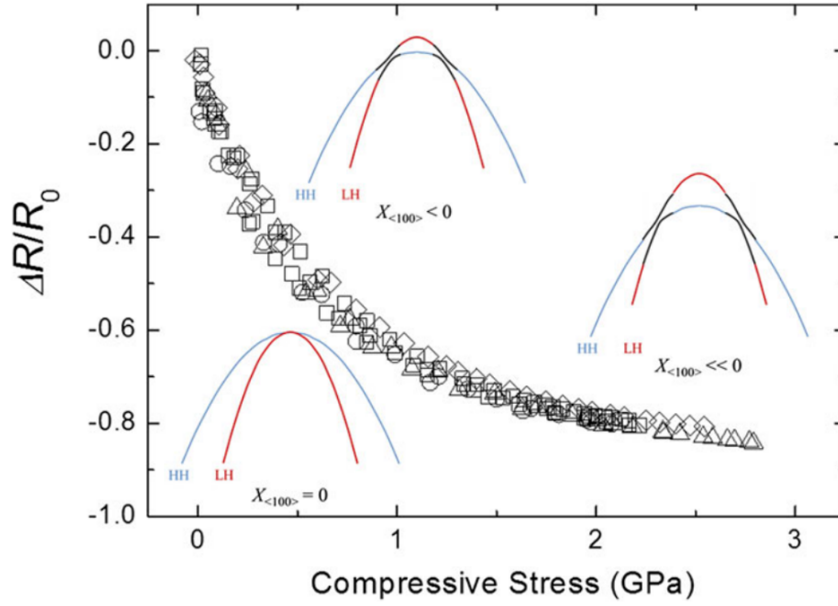 0.0
-0.2
-0.4
-0.6
-0.8
-1.0
ΔR/R₀
HH LH
X<100> < 0
HH LH
X<100> << 0
HH LH
X<100> = 0
0 1 2 3
Compressive Stress (GPa)